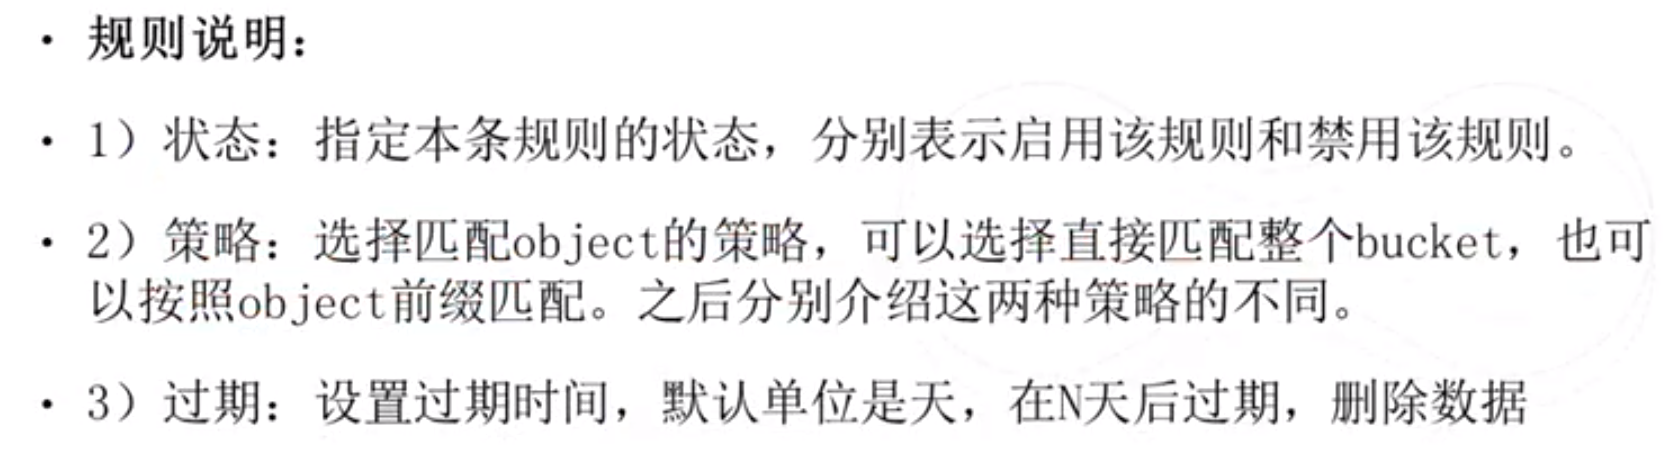 • 规则说明：
• 1）状态：指定本条规则的状态，分别表示启用该规则和禁用该规则。
• 2）策略：选择匹配object的策略，可以选择直接匹配整个bucket，也可
以按照object前缀匹配。之后分别介绍这两种策略的不同。
• 3）过期：设置过期时间，默认单位是天，在N天后过期，删除数据